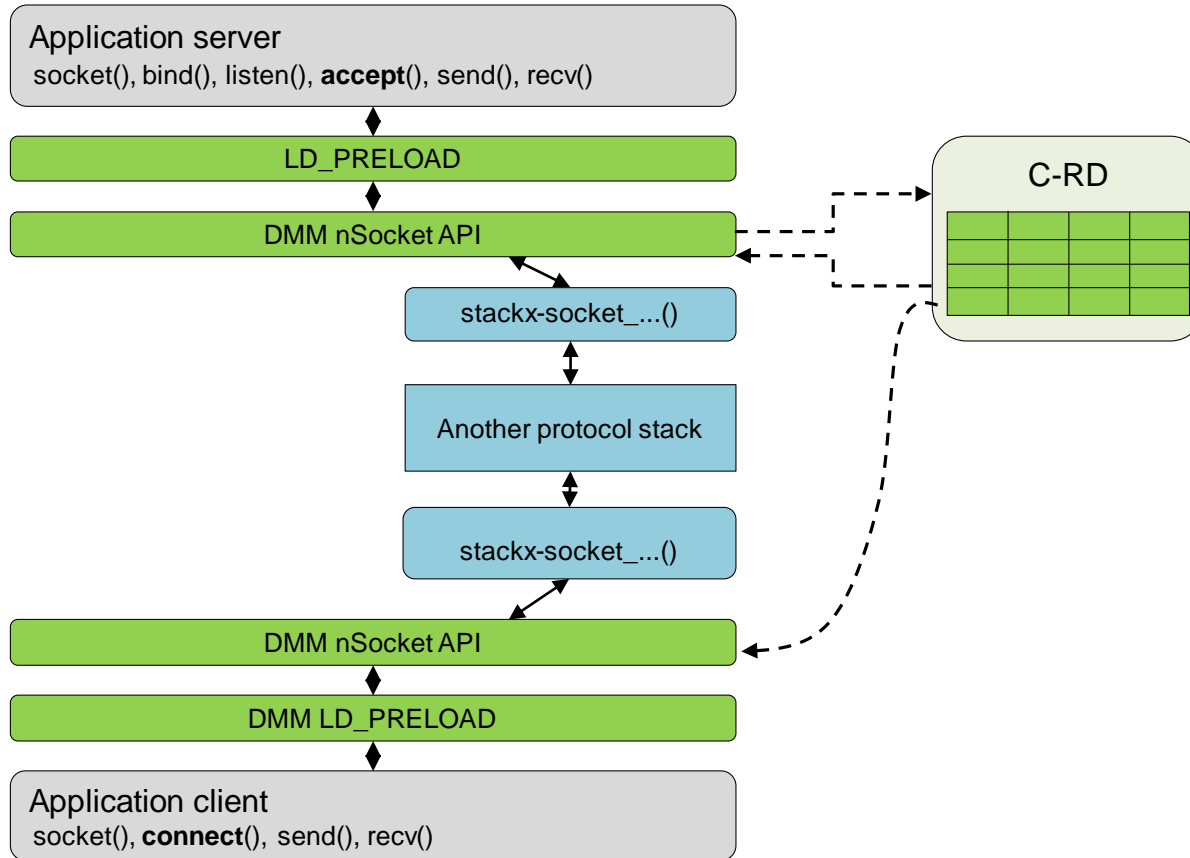 Application server
socket(), bind(), listen(), accept(), send(), recv()
LD_PRELOAD
C-RD
DMM nSocket API
stackx-socket_...()
Another protocol stack
stackx-socket_...()
DMM nSocket API
DMM LD_PRELOAD
Application client
socket(), connect(), send(), recv()